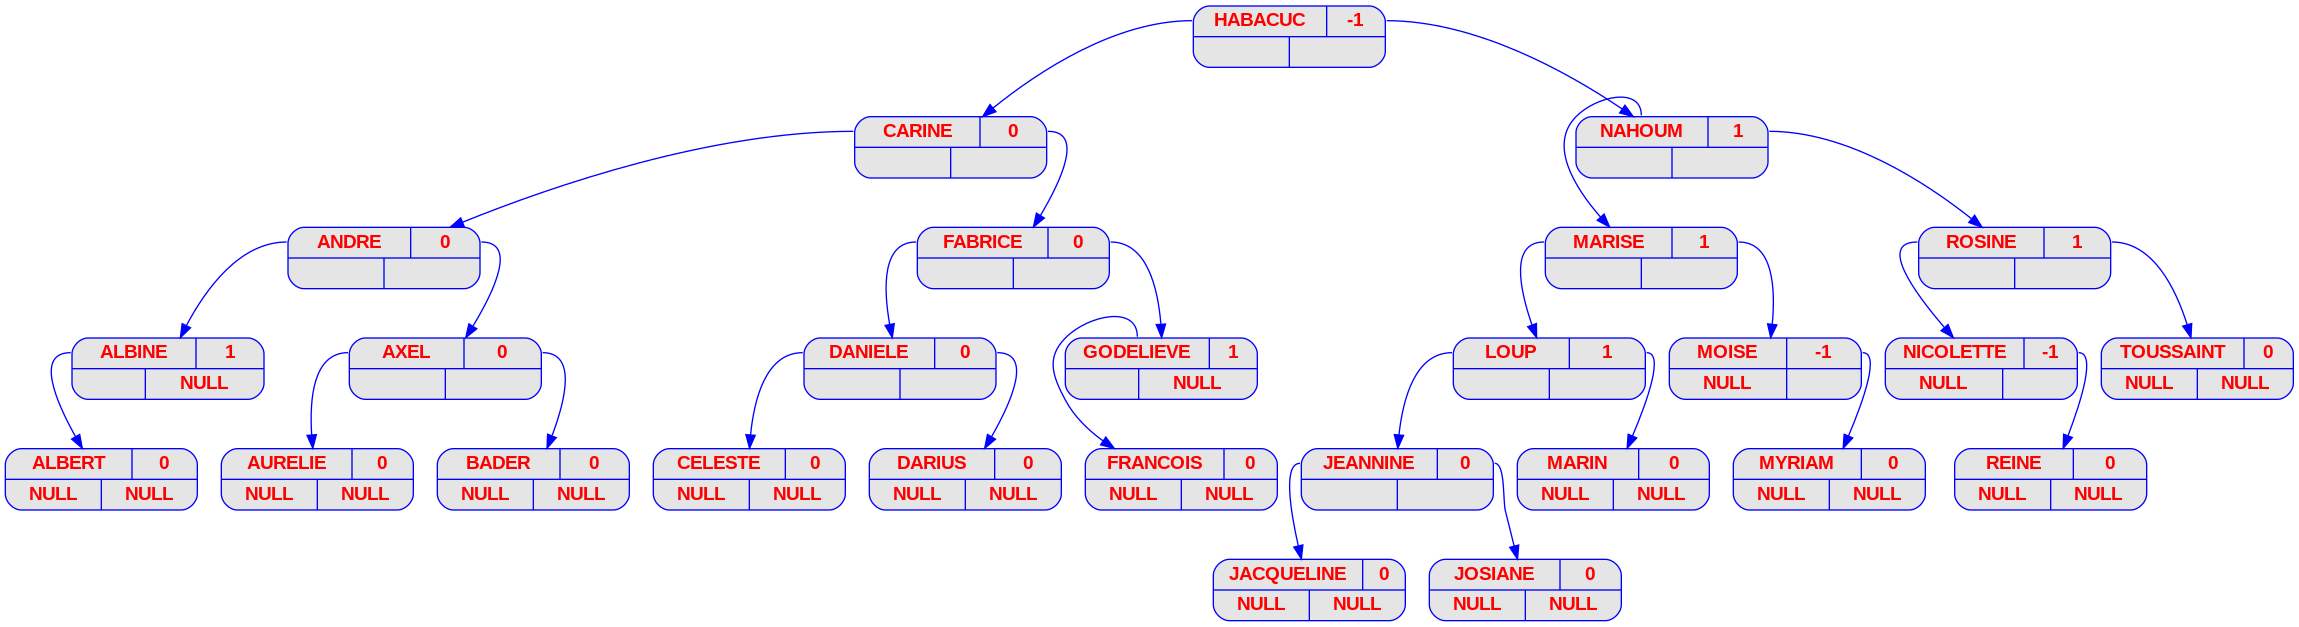 HABACUC -1
CARINE 0
NAHOUM 1
ANDRE 0
FABRICE 0
MARISE 1
ROSINE 1
ALBINE 1
NULL
AXEL 0
DANIELE 0
GODELIEVE 1
NULL
LOUP 1
MOISE -1
NULL
NICOLETTE -1
NULL
TOUSSAINT 0
NULL NULL
ALBERT 0
NULL NULL
AURELIE 0
NULL NULL
BADER 0
NULL NULL
CELESTE 0
NULL NULL
DARIUS 0
NULL NULL
FRANCOIS 0
NULL NULL
JEANNINE 0
MARIN 0
NULL NULL
MYRIAM 0
NULL NULL
REINE 0
NULL NULL
JACQUELINE 0
NULL NULL
JOSIANE 0
NULL NULL